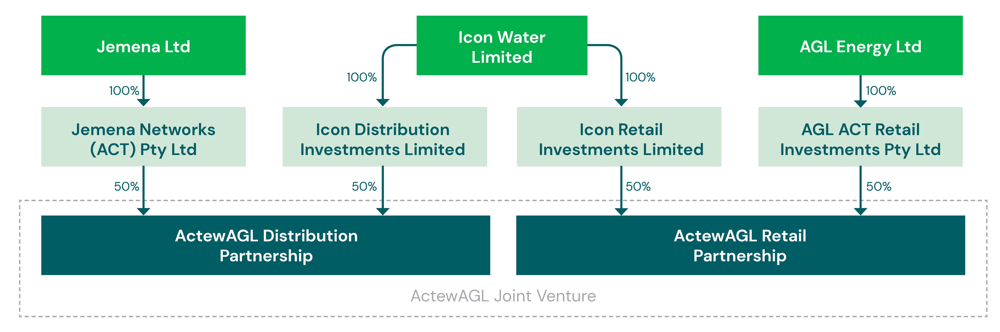 Jemena Ltd
Icon Water
Limited
AGL Energy Ltd
100%
100%
100%
100%
Jemena Networks
(ACT) Pty Ltd
Icon Distribution
Investments Limited
Icon Retail
Investments Limited
AGL ACT Retail
Investments Pty Ltd
50%
50%
50%
50%
ActewAGL Distribution
Partnership
ActewAGL Retail
Partnership
ActewAGL Joint Venture